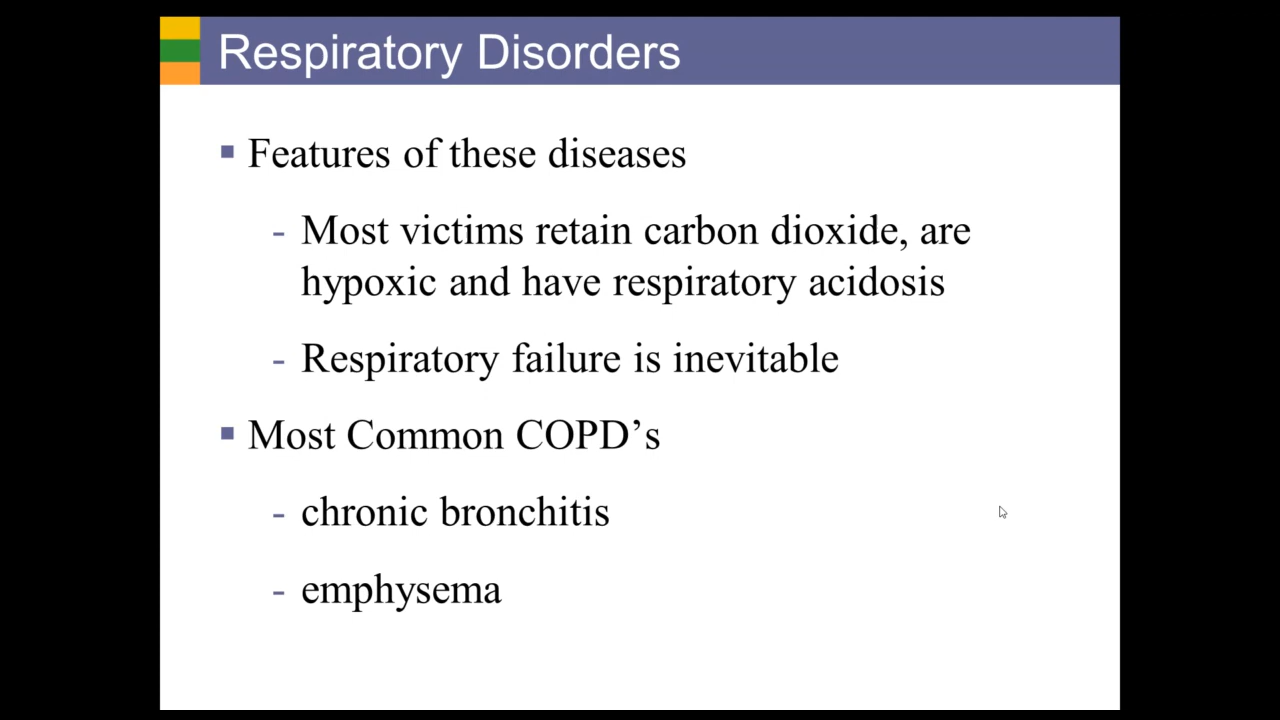 Respiratory Disorders
Features of these diseases
- Most victims retain carbon dioxide, are
hypoxic and have respiratory acidosis
- Respiratory failure is inevitable
Most Common COPD’s
- chronic bronchitis
- emphysema